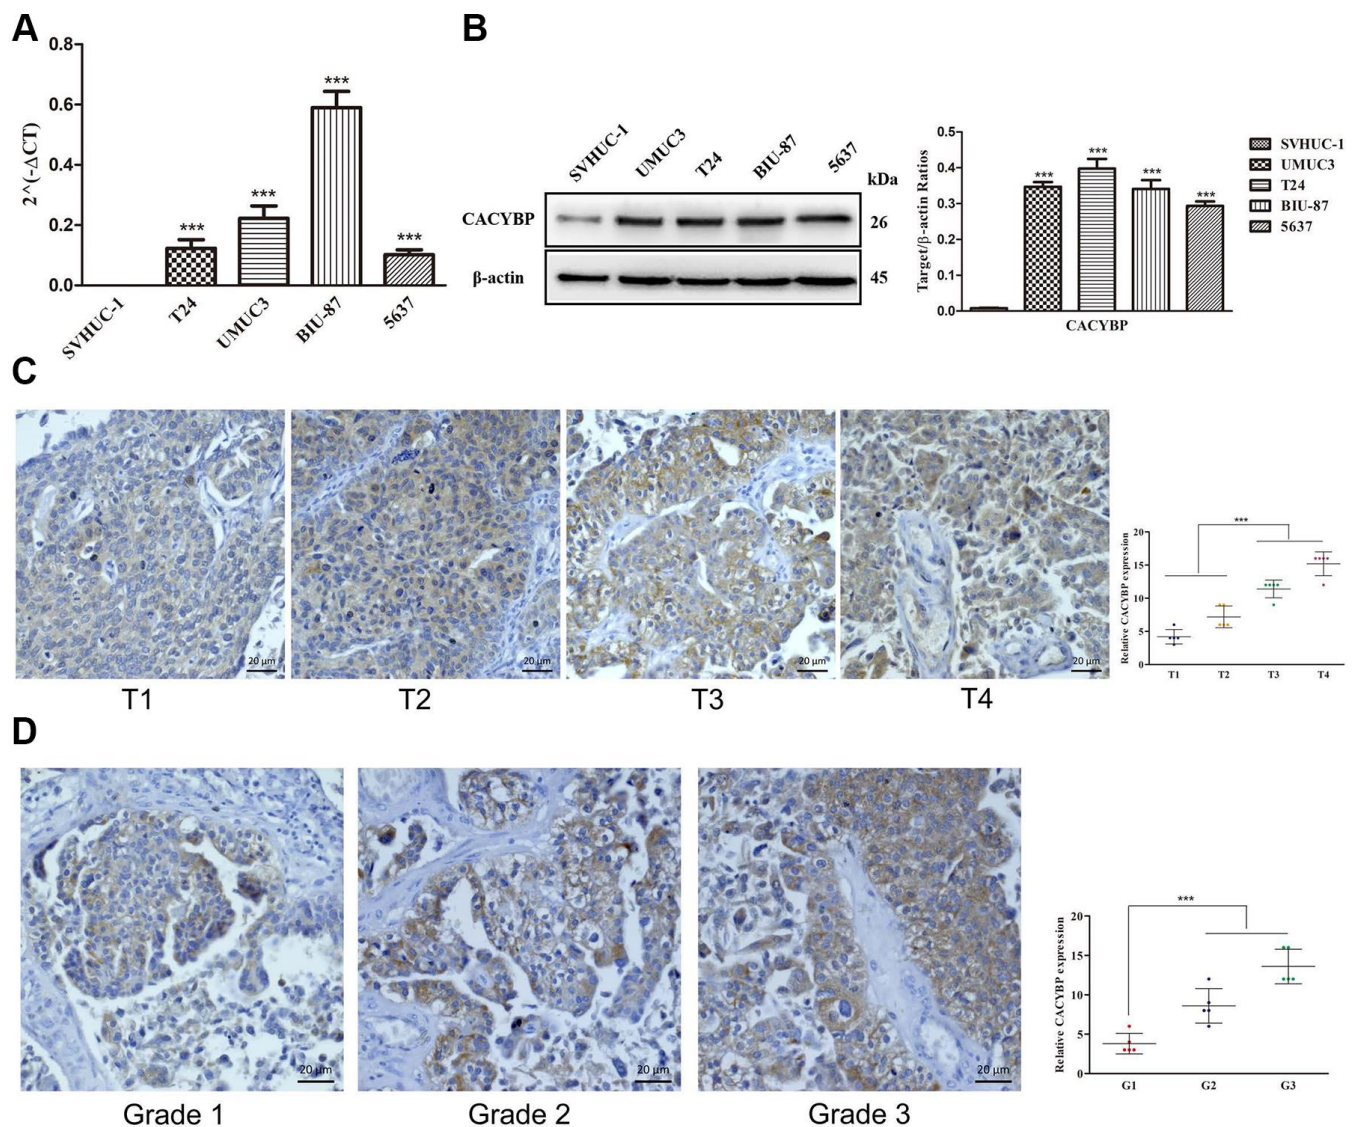 A
0.8
0.6
0.4
0.2
0.0
2^(-ΔCT)
***
***
***
***
SVHUC-1
T24
UMUC3
BIU-87
5637
B
SVHUC-1
UMUC3
T24
BIU-87
5637
kDa
CACYBP
26
β-actin
45
0.5
0.4
0.3
0.2
0.1
0.0
Target/β-actin Ratios
***
***
***
***
CACYBP
SVHUC-1
UMUC3
T24
BIU-87
5637
C
20 µm
20 µm
20 µm
20 µm
T1
T2
T3
T4
20
15
10
5
0
Relative CACYBP expression
***
T1
T2
T3
T4
D
20 µm
20 µm
20 µm
Grade 1
Grade 2
Grade 3
20
15
10
5
0
Relative CACYBP expression
***
G1
G2
G3